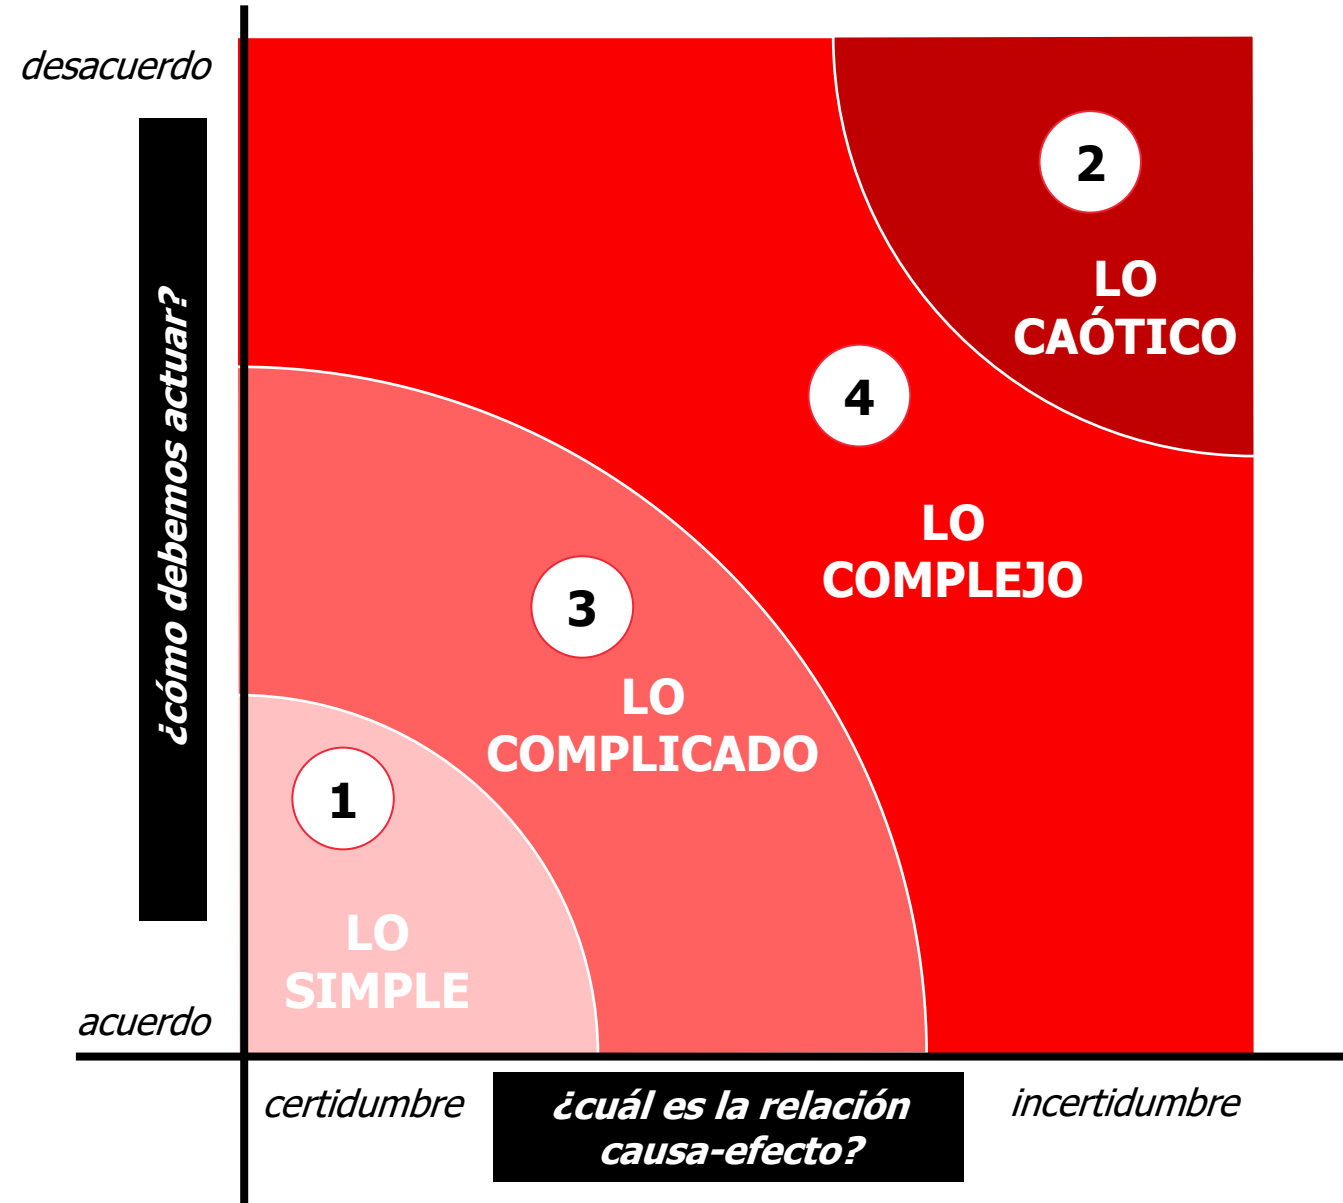 desacuerdo
¿cómo debemos actuar?
acuerdo
2
LO
CAÓTICO
4
LO
COMPLEJO
3
LO
COMPLICADO
1
LO
SIMPLE
certidumbre
¿cuál es la relación
causa-efecto?
incertidumbre